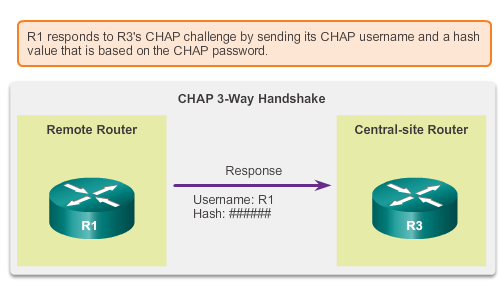 R1 responds to R3's CHAP challenge by sending its CHAP username and a hash
value that is based on the CHAP password.
CHAP 3-Way Handshake
Remote Router
Central-site Router
Response
Username: R1
Hash: ######
R1
R3